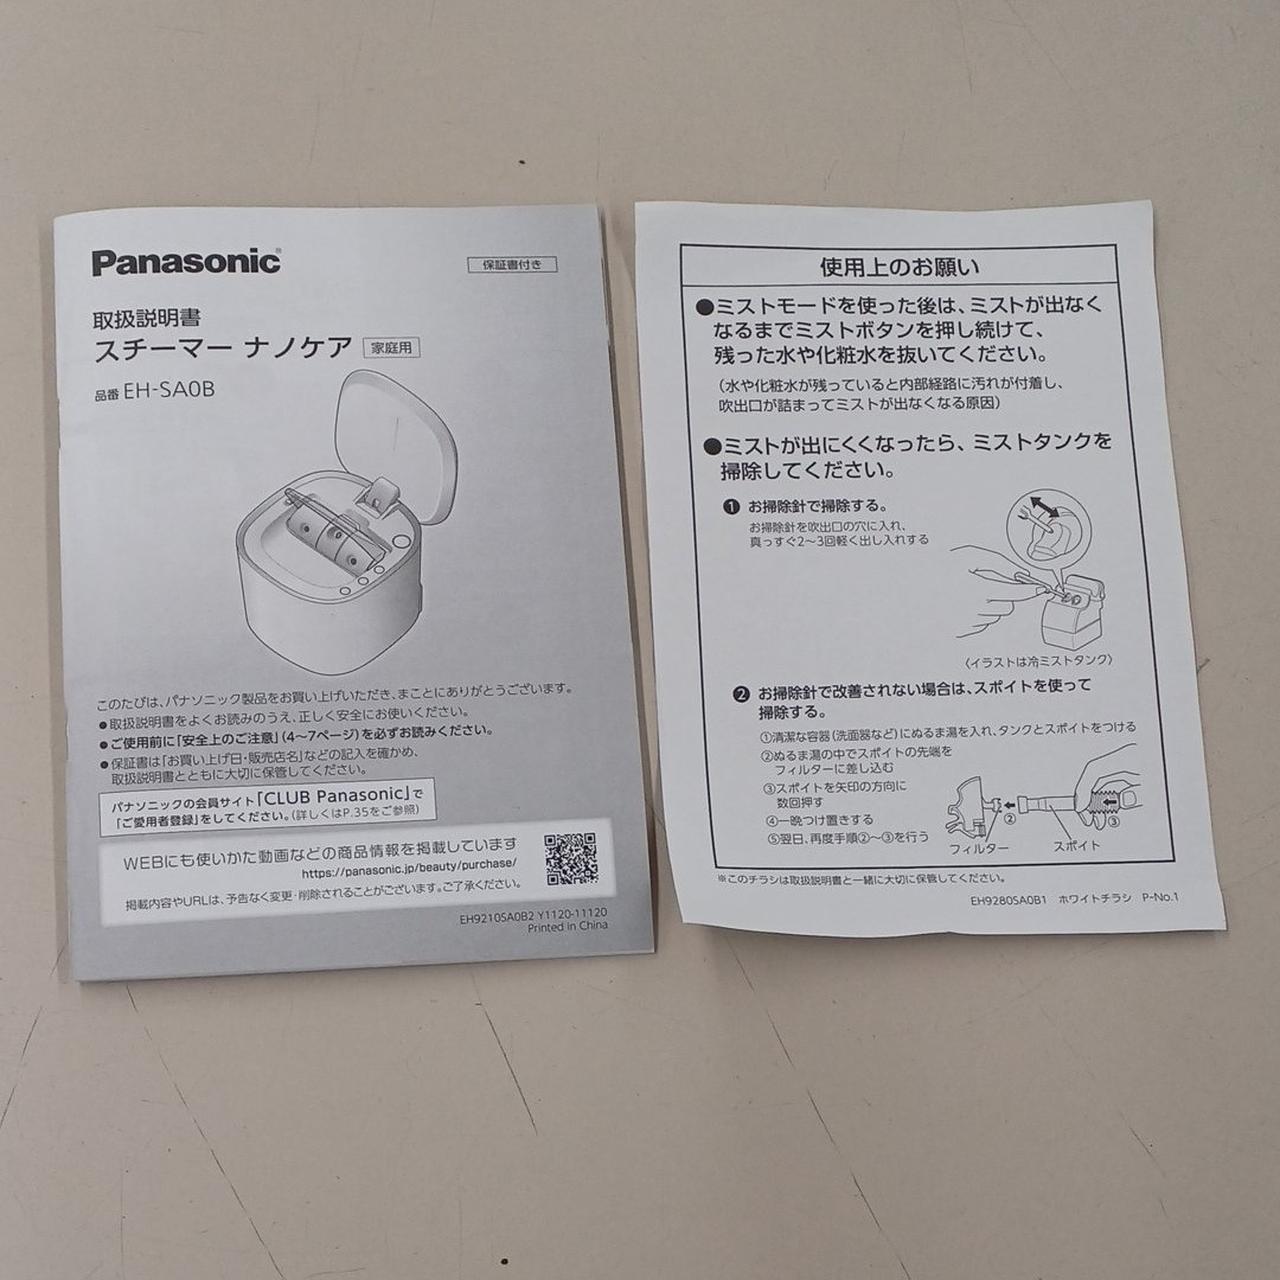 Panasonic®
保証書付き
取扱説明書
スチーマー ナノケア 家庭用
品番 EH-SA0B
このたびは、パナソニック製品をお買い上げいただき、まことにありがとうございます。
●取扱説明書をよくお読みのうえ、正しく安全にお使いください。
●ご使用前に「安全上のご注意」(4〜7ページ)を必ずお読みください。
●保証書は「お買い上げ日・販売店名」などの記入を確かめ、
取扱説明書とともに大切に保管してください。
パナソニックの会員サイト「CLUB Panasonic」で
「ご愛用者登録」をしてください。(詳しくはP.35をご参照)
WEBにも使いかた動画などの商品情報を掲載しています
https://panasonic.jp/beauty/purchase/
掲載内容やURLは、予告なく変更・削除されることがございます。ご了承ください。
EH9210SA0B2 Y1120-11120
Printed in China
使用上のお願い
●ミストモードを使った後は、ミストが出なく
なるまでミストボタンを押し続けて、
残った水や化粧水を抜いてください。
(水や化粧水が残っていると内部経路に汚れが付着し、
吹出口が詰まってミストが出なくなる原因)
●ミストが出にくくなったら、ミストタンクを
掃除してください。
❶ お掃除針で掃除する。
お掃除針を吹出口の穴に入れ、
真っすぐ2〜3回軽く出し入れする
〈イラストは冷ミストタンク〉
❷ お掃除針で改善されない場合は、スポイトを使って
掃除する。
①清潔な容器(洗面器など)にぬるま湯を入れ、タンクとスポイトをつける
②ぬるま湯の中でスポイトの先端を
フィルターに差し込む
③スポイトを矢印の方向に
数回押す
④一晩つけ置きする
⑤翌日、再度手順②〜③を行う
②
③
フィルター
スポイト
※このチラシは取扱説明書と一緒に大切に保管してください。
EH9280SA0B1 ホワイトチラシ P-No.1